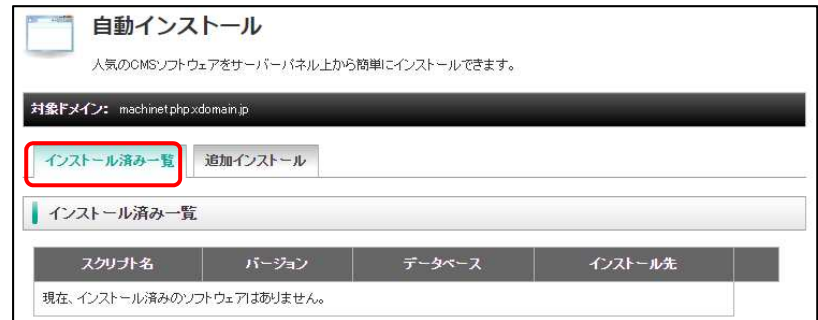 自動インストール
人気のCMSソフトウェアをサーバーパネル上から簡単にインストールできます。
対象ドメイン： machinet.php.xdomain.jp
インストール済み一覧 追加インストール
インストール済み一覧
スクリプト名 バージョン データベース インストール先
現在、インストール済みのソフトウェアはありません。